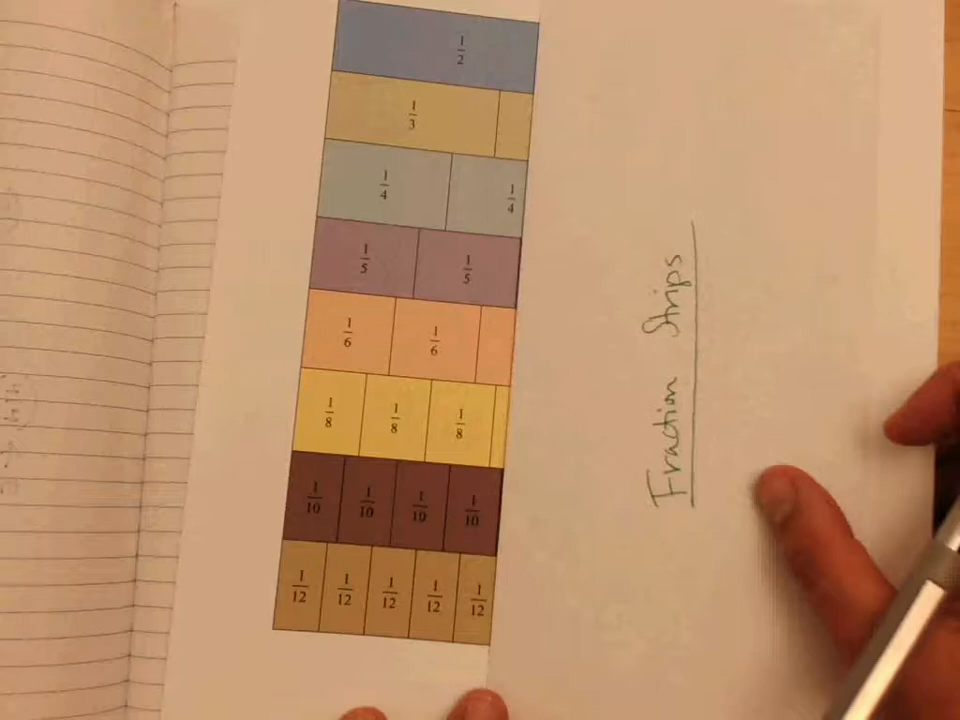 1/2
1/3
1/4 1/4
1/5 1/5
1/6 1/6
1/8 1/8 1/8
1/10 1/10 1/10 1/10
1/12 1/12 1/12 1/12 1/12
Fraction Strips